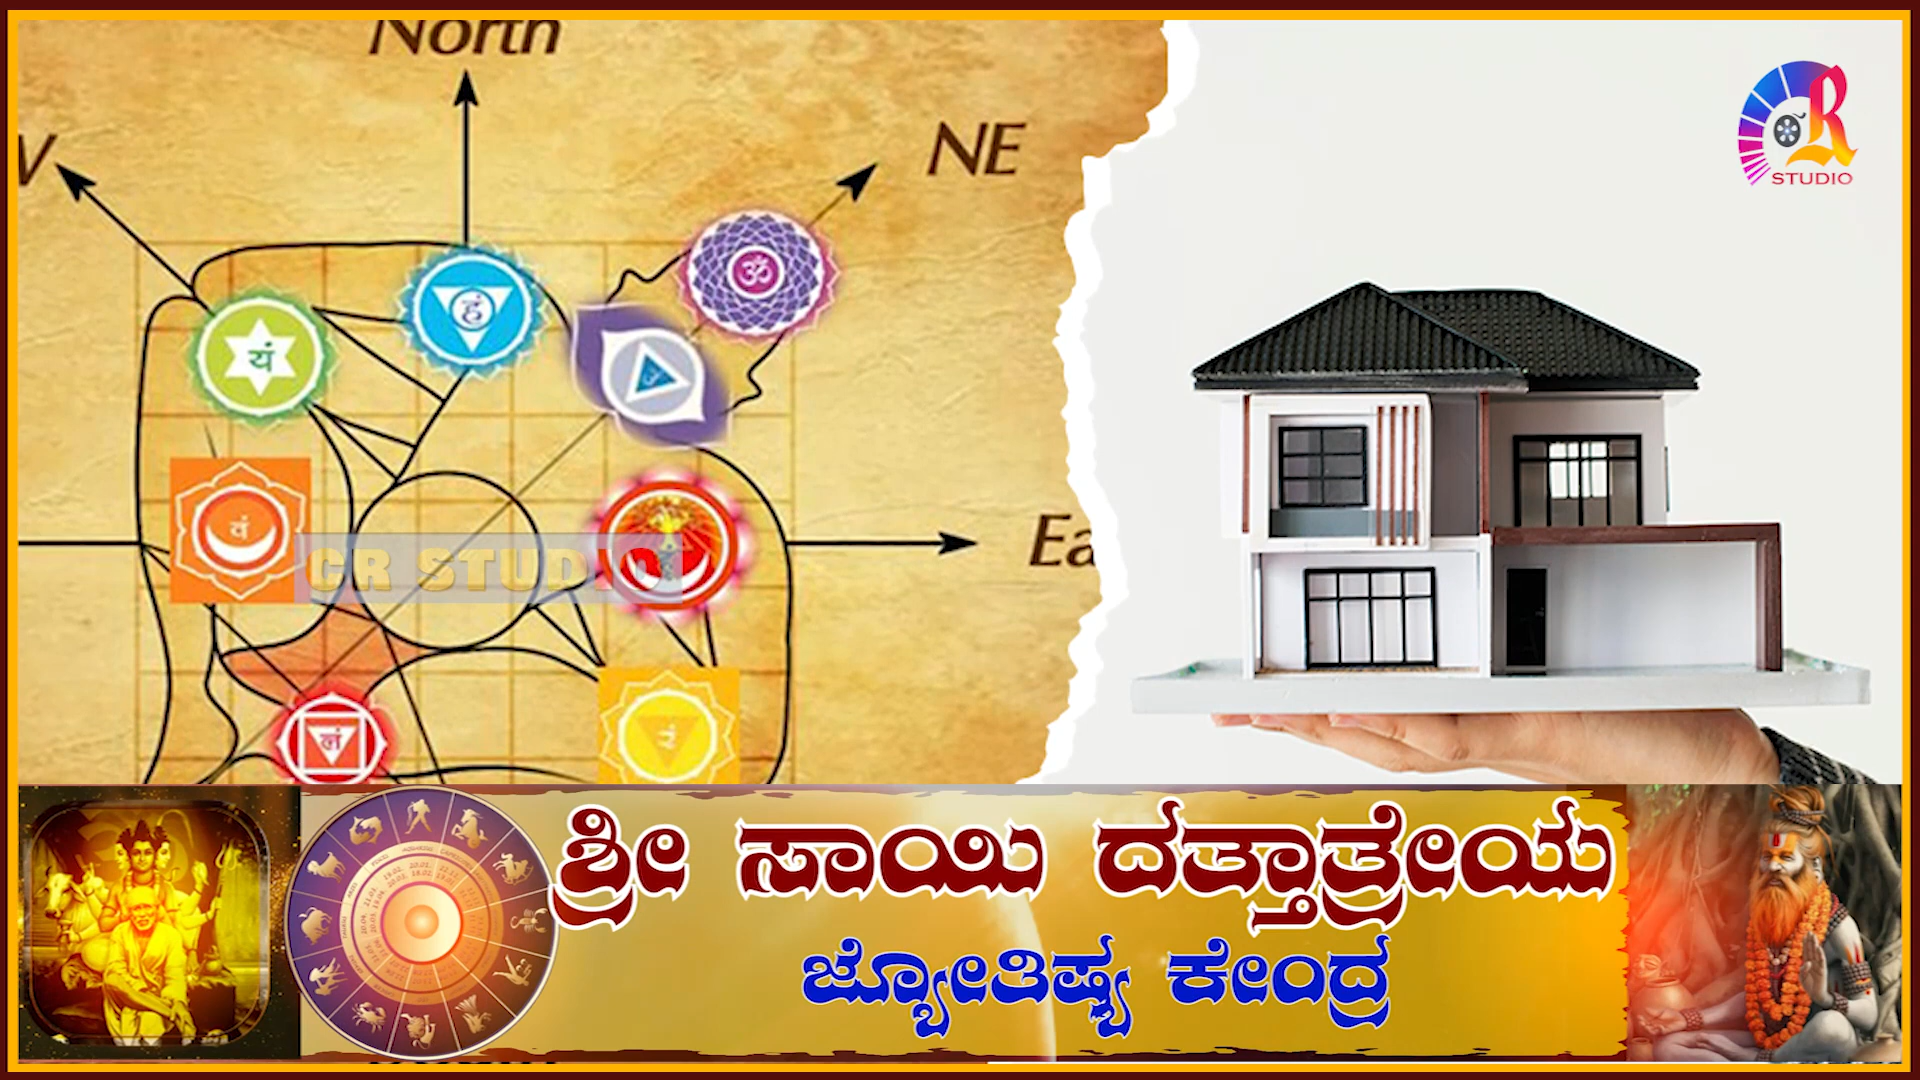 North
NE
हं
ॐ
यं
वं
CR STUDIO
लं
रं
R
STUDIO
ಶ್ರೀ ಸಾಯಿ ದತ್ತಾತ್ರೇಯ
ಜ್ಯೋತಿಷ್ಯ ಕೇಂದ್ರ